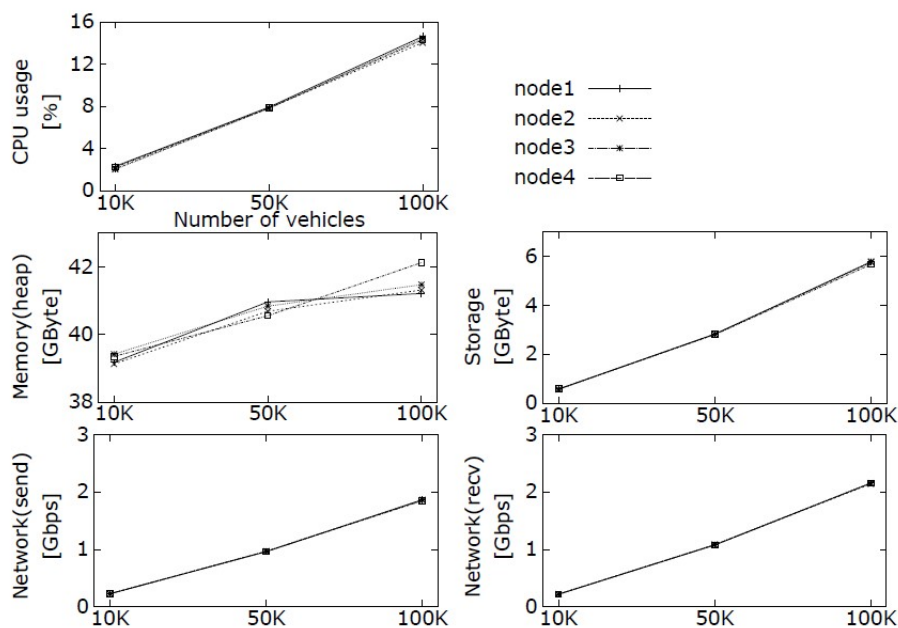 16
12
8
4
0
CPU usage
[%]
10K 50K 100K
Number of vehicles
node1
node2
node3
node4
42
40
38
Memory(heap)
[GByte]
10K 50K 100K
6
4
2
0
Storage
[GByte]
10K 50K 100K
3
2
1
0
Network(send)
[Gbps]
10K 50K 100K
3
2
1
0
Network(recv)
[Gbps]
10K 50K 100K